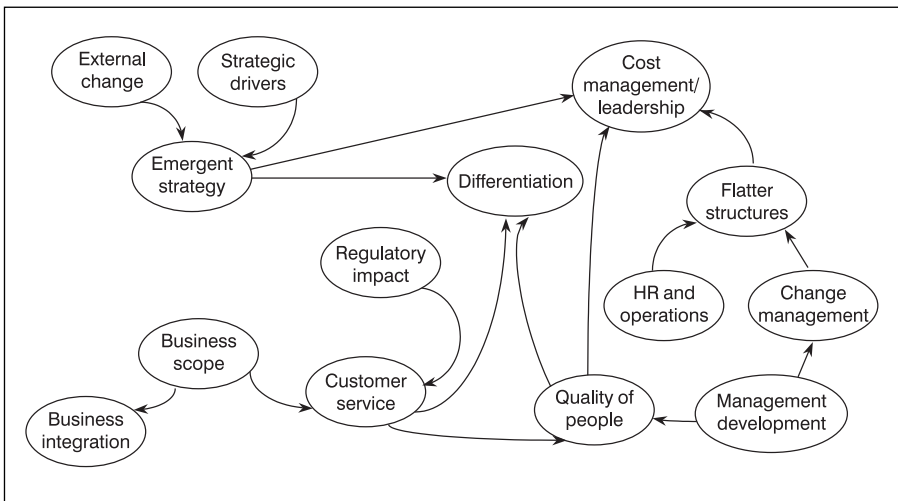 External
change
Strategic
drivers
Cost
management/
leadership
Emergent
strategy
Differentiation
Flatter
structures
Regulatory
impact
HR and
operations
Change
management
Business
scope
Customer
service
Quality of
people
Management
development
Business
integration